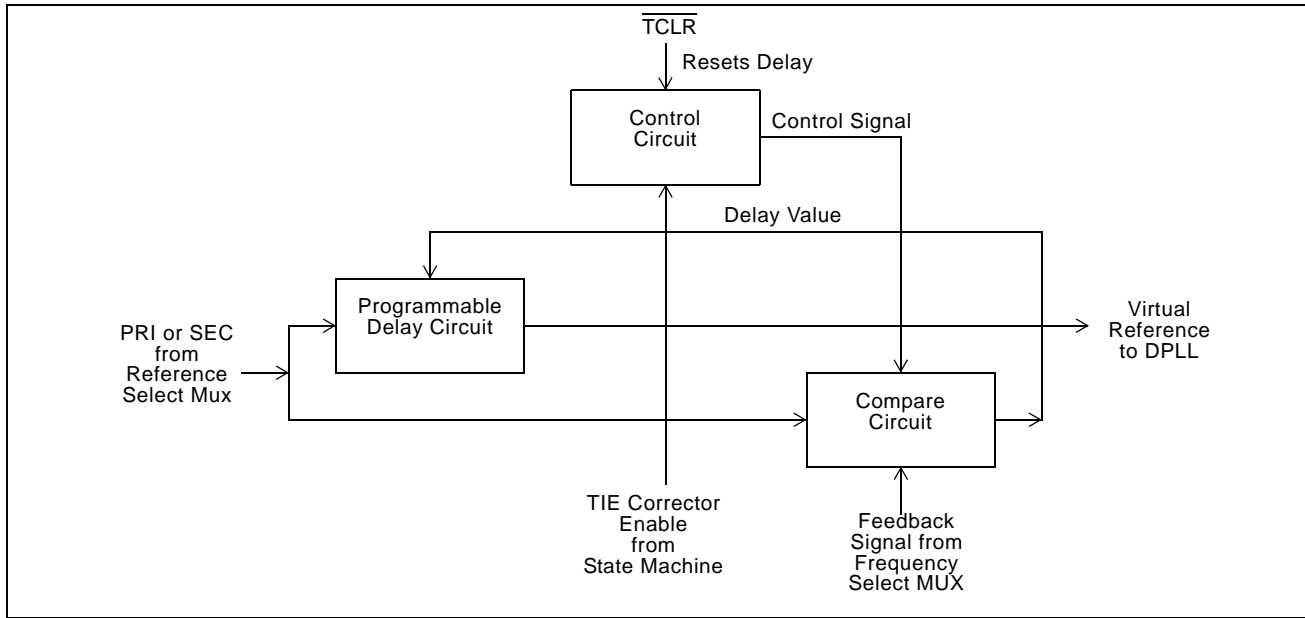 TCLR
Resets Delay
Control
Circuit
Control Signal
Delay Value
Programmable
Delay Circuit
PRI or SEC
from
Reference
Select Mux
Virtual
Reference
to DPLL
Compare
Circuit
TIE Corrector
Enable
from
State Machine
Feedback
Signal from
Frequency
Select MUX